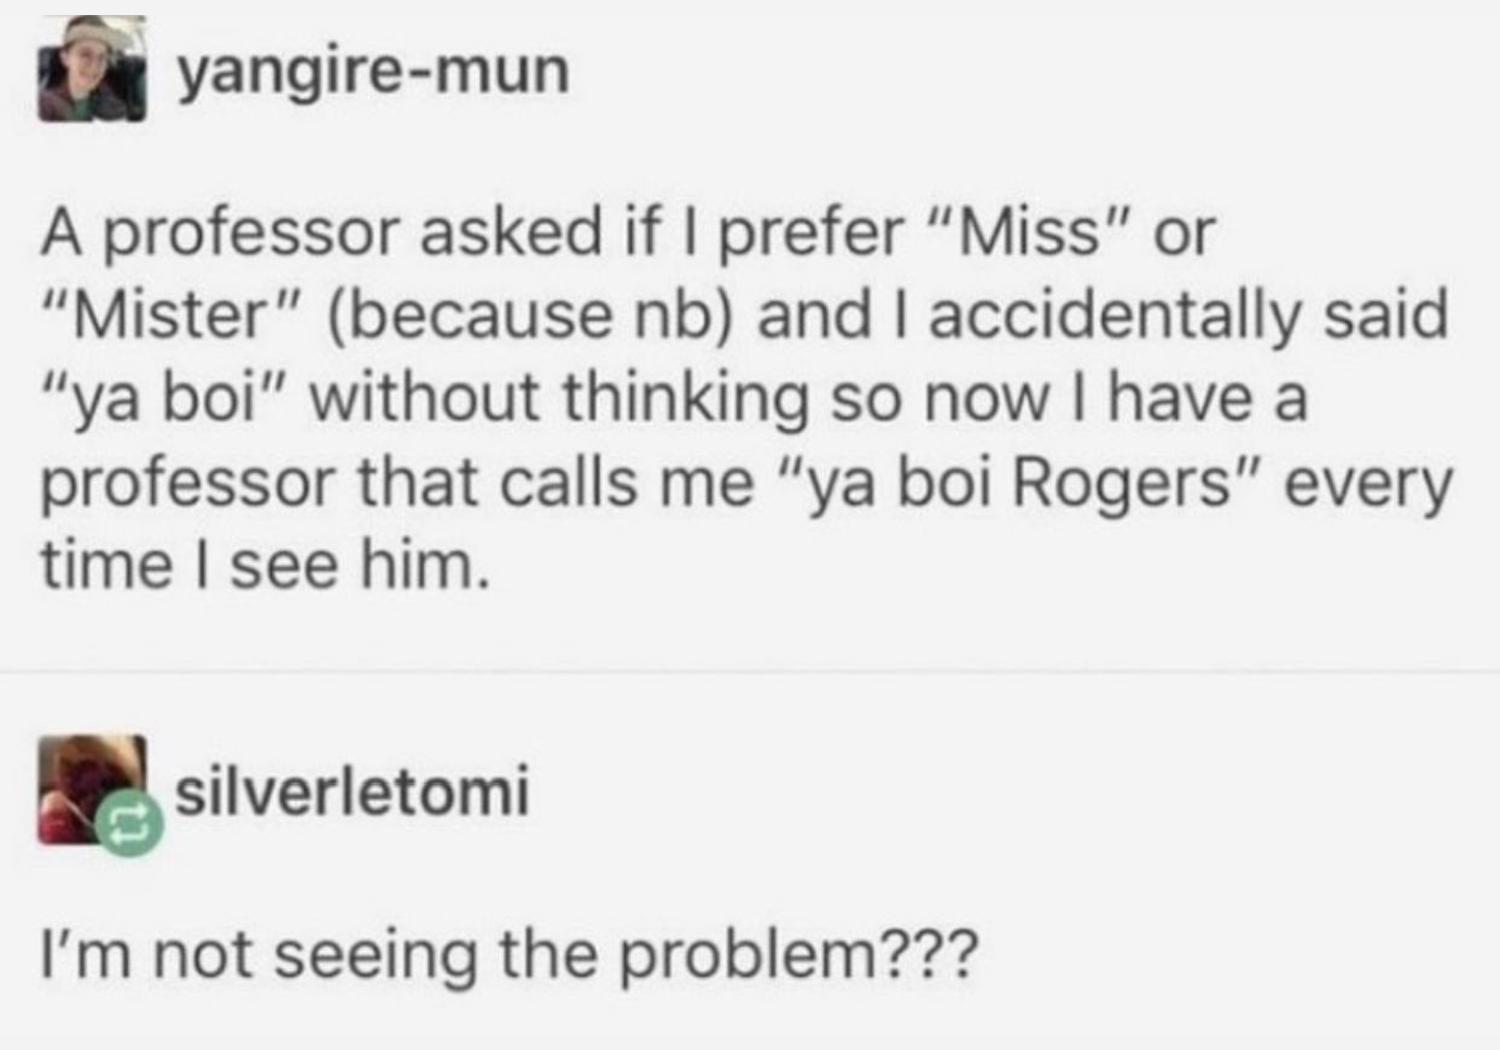 yangire-mun
A professor asked if I prefer “Miss” or
“Mister” (because nb) and I accidentally said
“ya boi” without thinking so now I have a
professor that calls me “ya boi Rogers” every
time I see him.
silverletomi
I’m not seeing the problem???